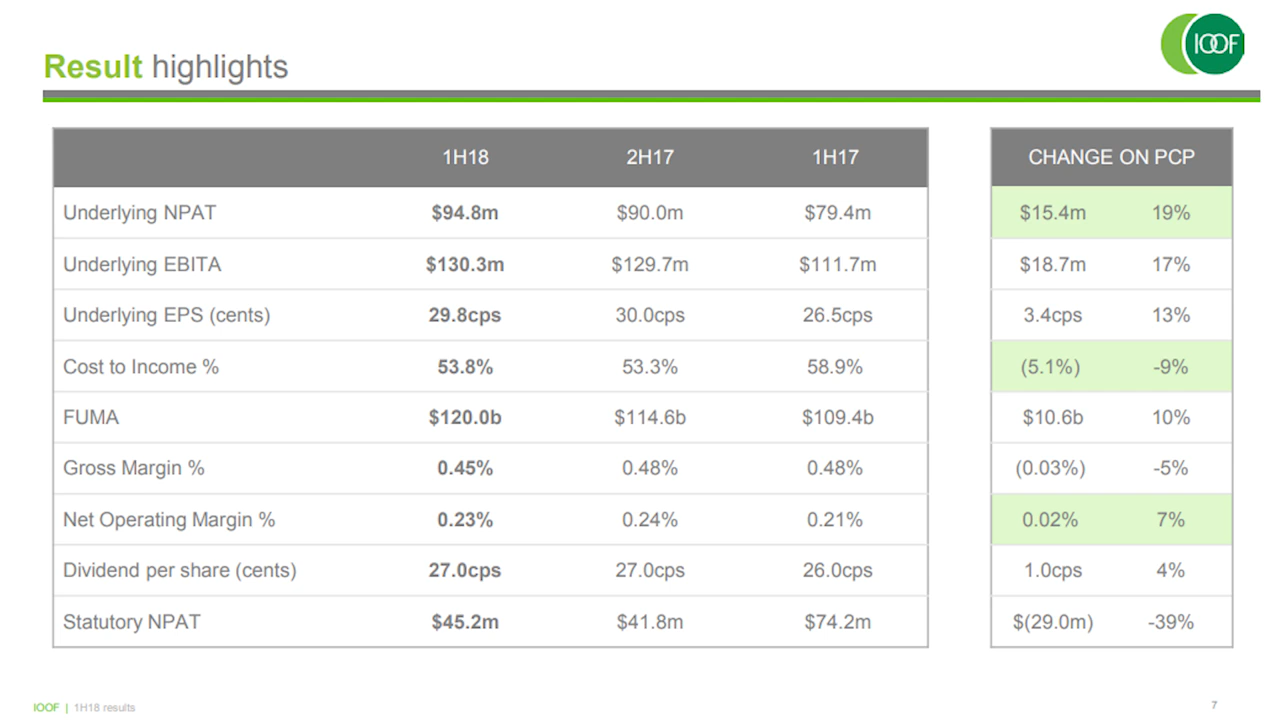 Result highlights
IOOF
1H18 2H17 1H17 CHANGE ON PCP
Underlying NPAT $94.8m $90.0m $79.4m $15.4m 19%
Underlying EBITA $130.3m $129.7m $111.7m $18.7m 17%
Underlying EPS (cents) 29.8cps 30.0cps 26.5cps 3.4cps 13%
Cost to Income % 53.8% 53.3% 58.9% (5.1%) -9%
FUMA $120.0b $114.6b $109.4b $10.6b 10%
Gross Margin % 0.45% 0.48% 0.48% (0.03%) -5%
Net Operating Margin % 0.23% 0.24% 0.21% 0.02% 7%
Dividend per share (cents) 27.0cps 27.0cps 26.0cps 1.0cps 4%
Statutory NPAT $45.2m $41.8m $74.2m $(29.0m) -39%
IOOF | 1H18 results 7